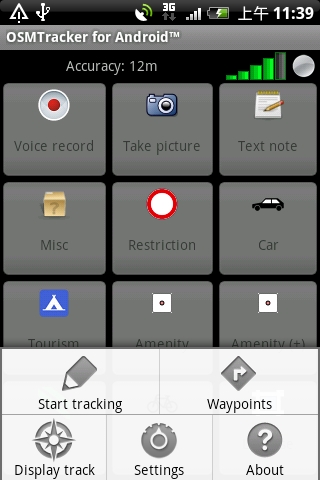 3G
上午 11:39
OSMTracker for Android™
Accuracy: 12m
Voice record
Take picture
Text note
Misc
Restriction
Car
Tourism
Amenity
Amenity (+)
Start tracking
Waypoints
Display track
Settings
About